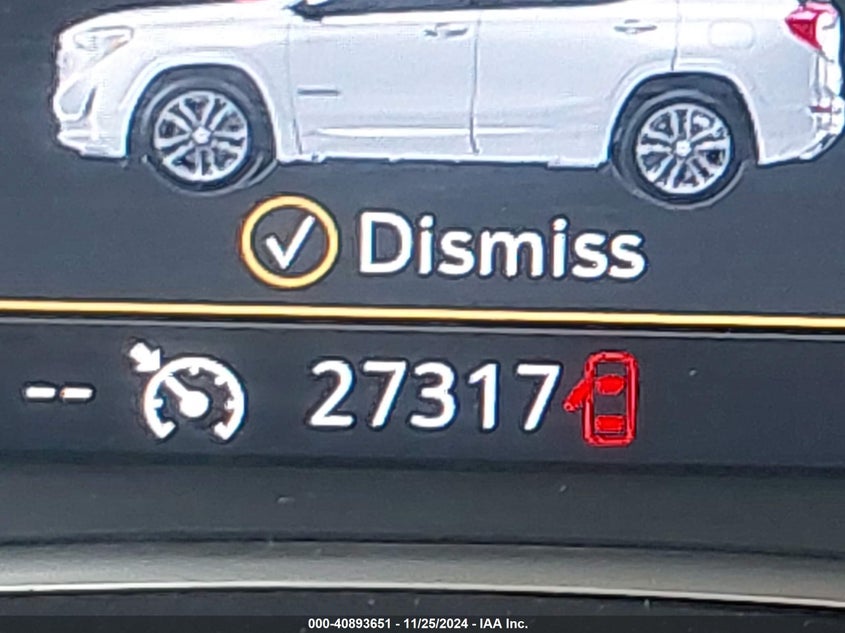 Dismiss
-- 27317
000-40893651 - 11/25/2024 - IAA Inc.